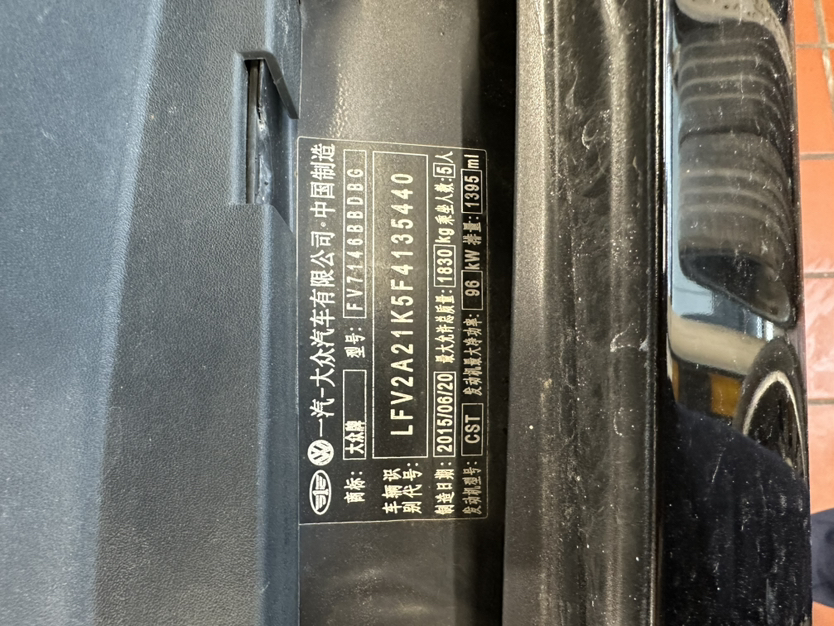 一汽-大众汽车有限公司·中国制造
商标: 大众牌 型号: FV7146BBDBG
车辆识别代号: LFV2A21K5F4135440
制造日期: 2015/06/20 最大允许总质量: 1830 kg 乘坐人数: 5 人
发动机型号: CST 发动机最大净功率: 96 kW 排量: 1395 ml